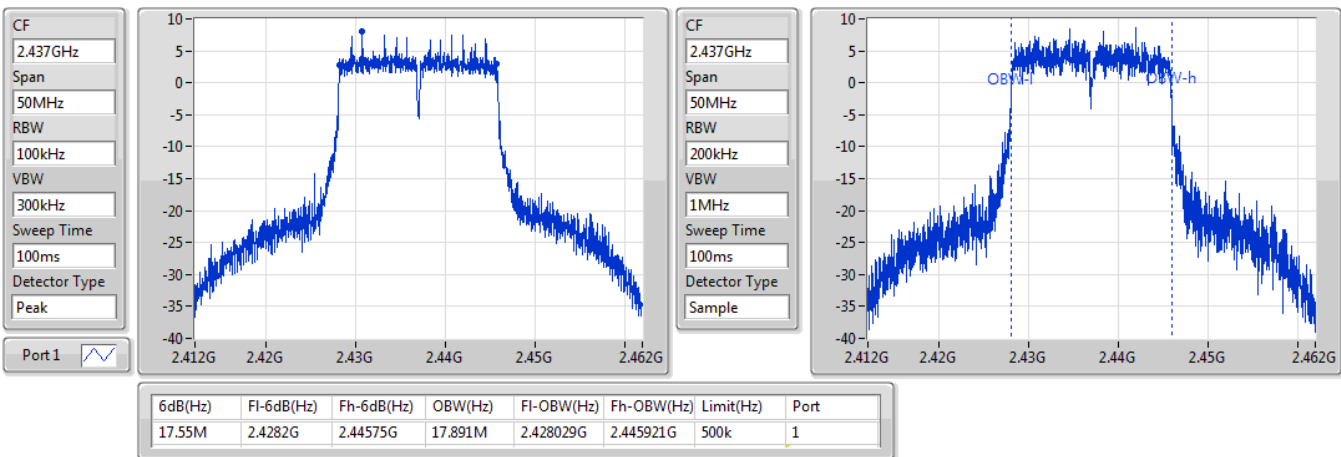 CF
2.437GHz
Span
50MHz
RBW
100kHz
VBW
300kHz
Sweep Time
100ms
Detector Type
Peak
Port 1
10
5
0
-5
-10
-15
-20
-25
-30
-35
-40
2.412G 2.42G 2.43G 2.44G 2.45G 2.462G
CF
2.437GHz
Span
50MHz
RBW
200kHz
VBW
1MHz
Sweep Time
100ms
Detector Type
Sample
10
5
0
-5
-10
-15
-20
-25
-30
-35
-40
OBW-l OBW-h
2.412G 2.42G 2.43G 2.44G 2.45G 2.462G
6dB(Hz) Fl-6dB(Hz) Fh-6dB(Hz) OBW(Hz) Fl-OBW(Hz) Fh-OBW(Hz) Limit(Hz) Port
17.55M 2.4282G 2.44575G 17.891M 2.428029G 2.445921G 500k 1